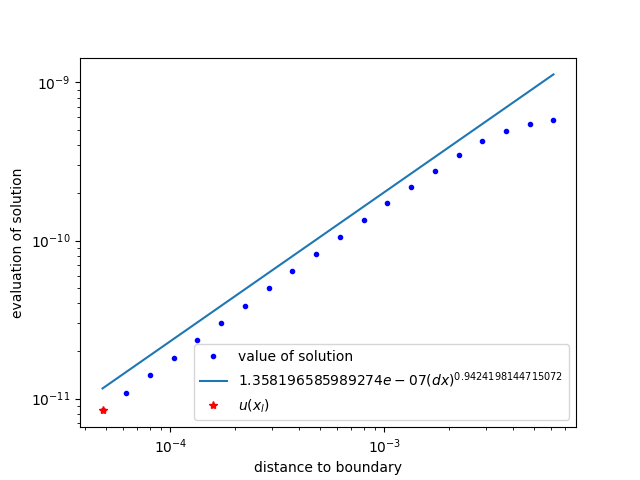 10^{-9}
10^{-10}
10^{-11}
evaluation of solution
value of solution
1.358196585989274e − 07(dx)^{0.9424198144715072}
u(x_l)
10^{-4}
10^{-3}
distance to boundary